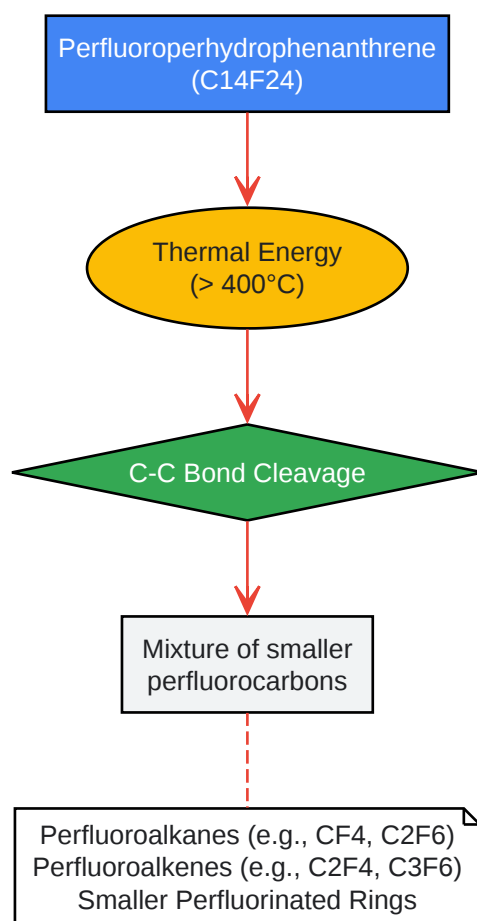 Perfluoroperhydrophenanthrene
(C14F24)
Thermal Energy
(> 400°C)
C-C Bond Cleavage
Mixture of smaller
perfluorocarbons
Perfluoroalkanes (e.g., CF4, C2F6)
Perfluoroalkenes (e.g., C2F4, C3F6)
Smaller Perfluorinated Rings